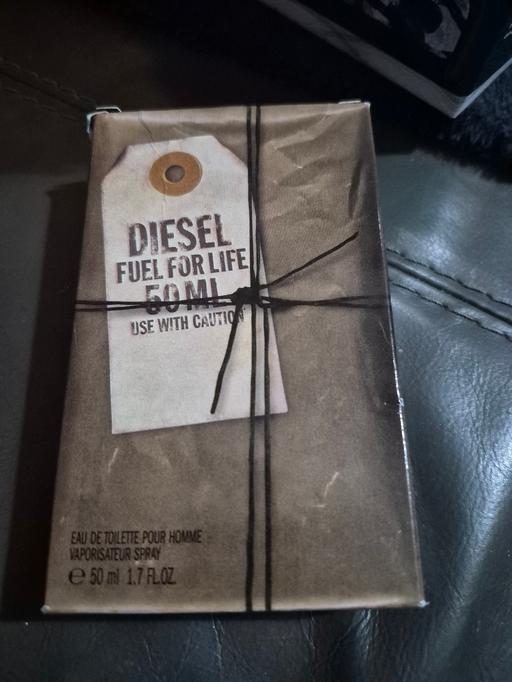 DIESEL
FUEL FOR LIFE
50 ML
USE WITH CAUTION
EAU DE TOILETTE POUR HOMME
VAPORISATEUR SPRAY
℮ 50 ml 1.7 FL.OZ.